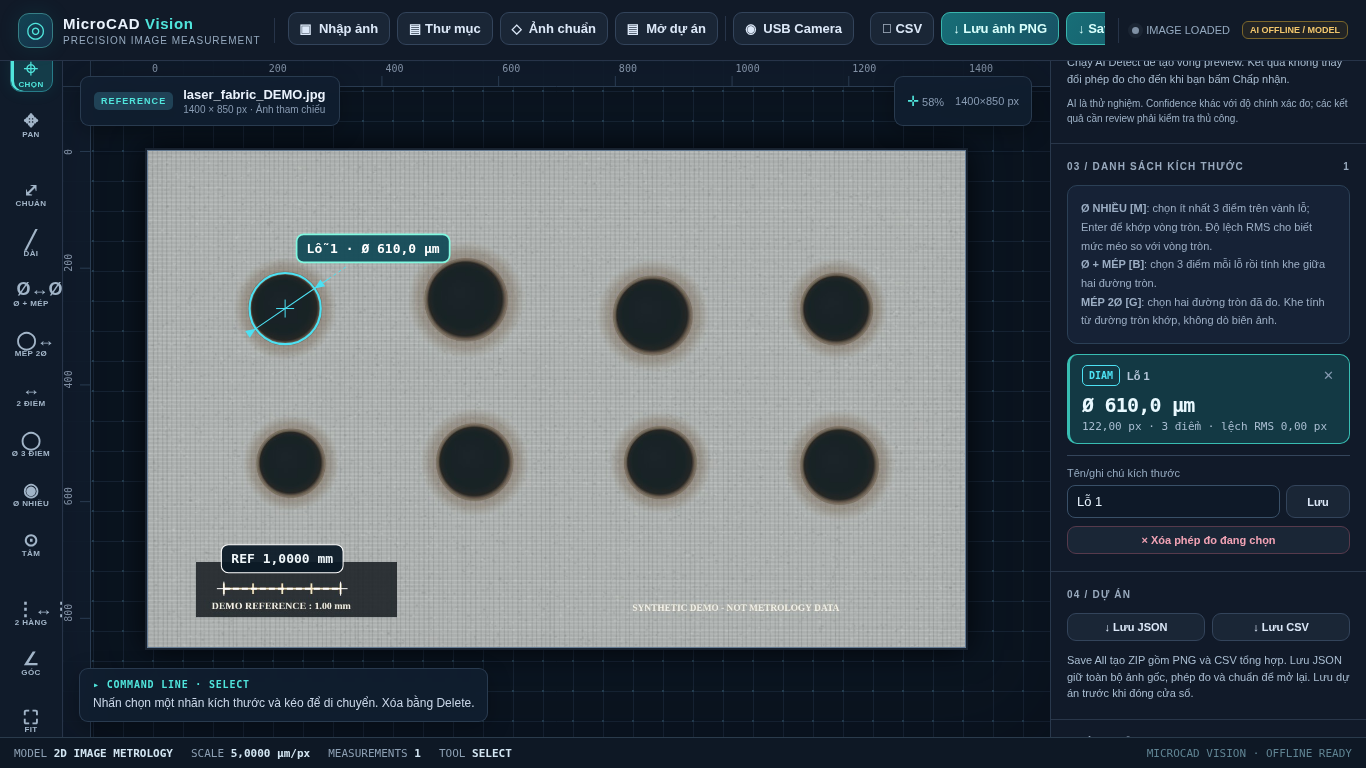 MicroCAD Vision
PRECISION IMAGE MEASUREMENT
Nhập ảnh
Thư mục
Ảnh chuẩn
Mở dự án
USB Camera
CSV
↓ Lưu ảnh PNG
IMAGE LOADED
AI OFFLINE / MODEL
CHỌN
PAN
CHUẨN
DÀI
Ø + MÉP
MÉP 2Ø
2 ĐIỂM
Ø 3 ĐIỂM
Ø NHIỀU
TÂM
2 HÀNG
GÓC
FIT
0 200 400 600 800 1000 1200 1400
0
200
400
600
800
REFERENCE
laser_fabric_DEMO.jpg
1400 × 850 px · Ảnh tham chiếu
58% 1400×850 px
Lỗ 1 · Ø 610,0 µm
REF 1,0000 mm
DEMO REFERENCE : 1.00 mm
SYNTHETIC DEMO - NOT METROLOGY DATA
▸ COMMAND LINE · SELECT
Nhấn chọn một nhãn kích thước và kéo để di chuyển. Xóa bằng Delete.
Chạy AI Detect để tạo vòng preview. Kết quả không thay
đổi phép đo cho đến khi bạn bấm Chấp nhận.
AI là thử nghiệm. Confidence khác với độ chính xác đo; các kết
quả cần review phải kiểm tra thủ công.
03 / DANH SÁCH KÍCH THƯỚC 1
Ø NHIỀU [M]: chọn ít nhất 3 điểm trên vành lỗ;
Enter để khớp vòng tròn. Độ lệch RMS cho biết
mức méo so với vòng tròn.
Ø + MÉP [B]: chọn 3 điểm mỗi lỗ rồi tính khe giữa
hai đường tròn.
MÉP 2Ø [G]: chọn hai đường tròn đã đo. Khe tính
từ đường tròn khớp, không dò biên ảnh.
DIAM Lỗ 1 ×
Ø 610,0 µm
122,00 px · 3 điểm · lệch RMS 0,00 px
Tên/ghi chú kích thước
Lỗ 1 Lưu
× Xóa phép đo đang chọn
04 / DỰ ÁN
↓ Lưu JSON ↓ Lưu CSV
Save All tạo ZIP gồm PNG và CSV tổng hợp. Lưu JSON
giữ toàn bộ ảnh gốc, phép đo và chuẩn để mở lại. Lưu dự
án trước khi đóng cửa sổ.
MODEL 2D IMAGE METROLOGY SCALE 5,0000 µm/px MEASUREMENTS 1 TOOL SELECT
MICROCAD VISION · OFFLINE READY